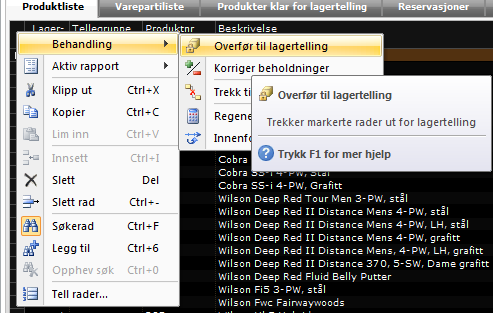 Produktliste Varepartiliste Produkter klar for lagertelling Reservasjoner
Lager- Tellegruppe Produktnr Beskrivelse
Behandling
Aktiv rapport
Klipp ut Ctrl+X
Kopier Ctrl+C
Lim inn Ctrl+V
Innsett Ctrl+I
Slett Del
Slett rad Ctrl+-
Søkerad Ctrl+F
Legg til Ctrl+6
Opphev søk Ctrl+0
Tell rader...
Overfør til lagertelling
Korriger beholdninger
Trekk ti
Regene
Innenfo
Overfør til lagertelling
Trekker markerte rader ut for lagertelling
Trykk F1 for mer hjelp
Cobra SS-i 4-PW, Stål
Cobra SS-i 4-PW, Grafitt
Wilson Deep Red Tour Men 3-PW, stål
Wilson Deep Red II Distance Mens 4-PW, stål
Wilson Deep Red II Distance Mens 4-PW, LH, stål
Wilson Deep Red II Distance Mens 4-PW, grafitt
Wilson Deep Red II Distance Mens, 4-PW, LH, grafitt
Wilson Deep Red II Distance 370, 5-SW, Dame grafitt
Wilson Deep Red Fluid Belly Putter
Wilson Fi5 3-PW, stål
Wilson Fwc Fairwaywoods